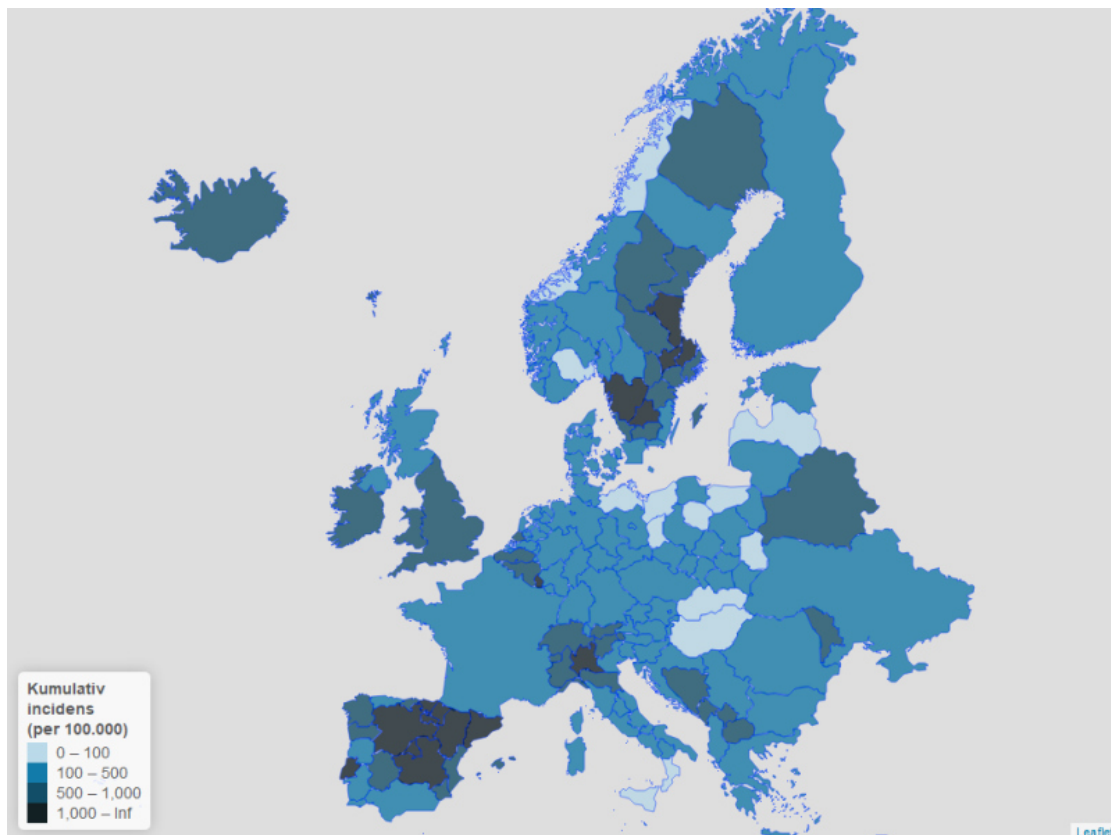 Kumulativ
incidens
(per 100.000)
0 – 100
100 – 500
500 – 1,000
1,000 – Inf